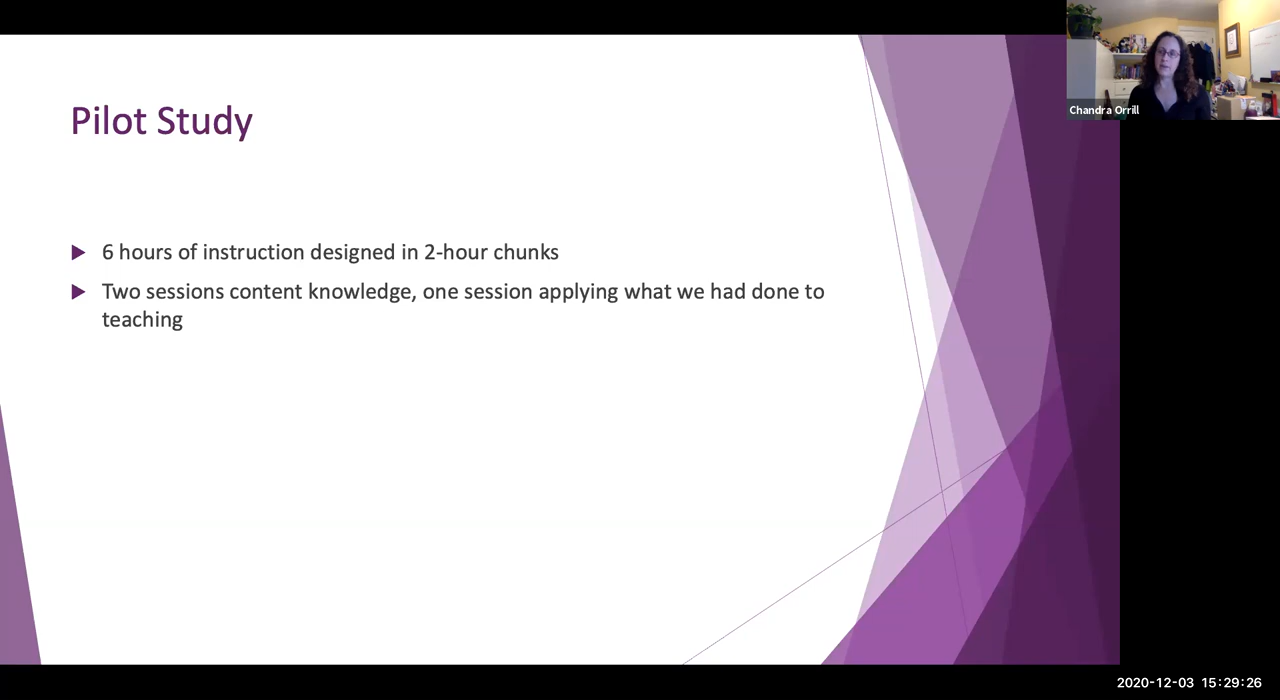 Chandra Orrill
Pilot Study
6 hours of instruction designed in 2-hour chunks
Two sessions content knowledge, one session applying what we had done to
teaching
2020-12-03 15:29:26